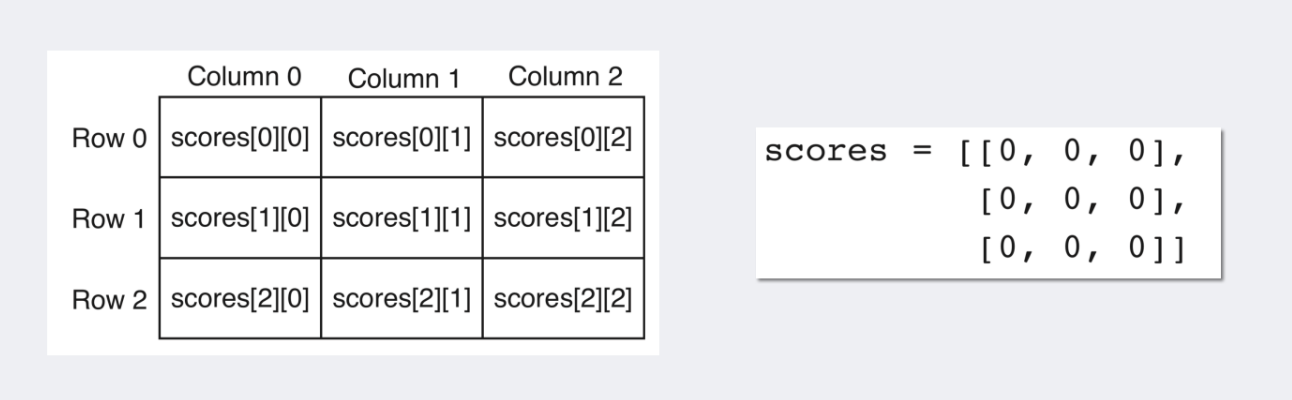 Column 0 Column 1 Column 2
Row 0 scores[0][0] scores[0][1] scores[0][2]
Row 1 scores[1][0] scores[1][1] scores[1][2]
Row 2 scores[2][0] scores[2][1] scores[2][2]
scores = [[0, 0, 0],
[0, 0, 0],
[0, 0, 0]]